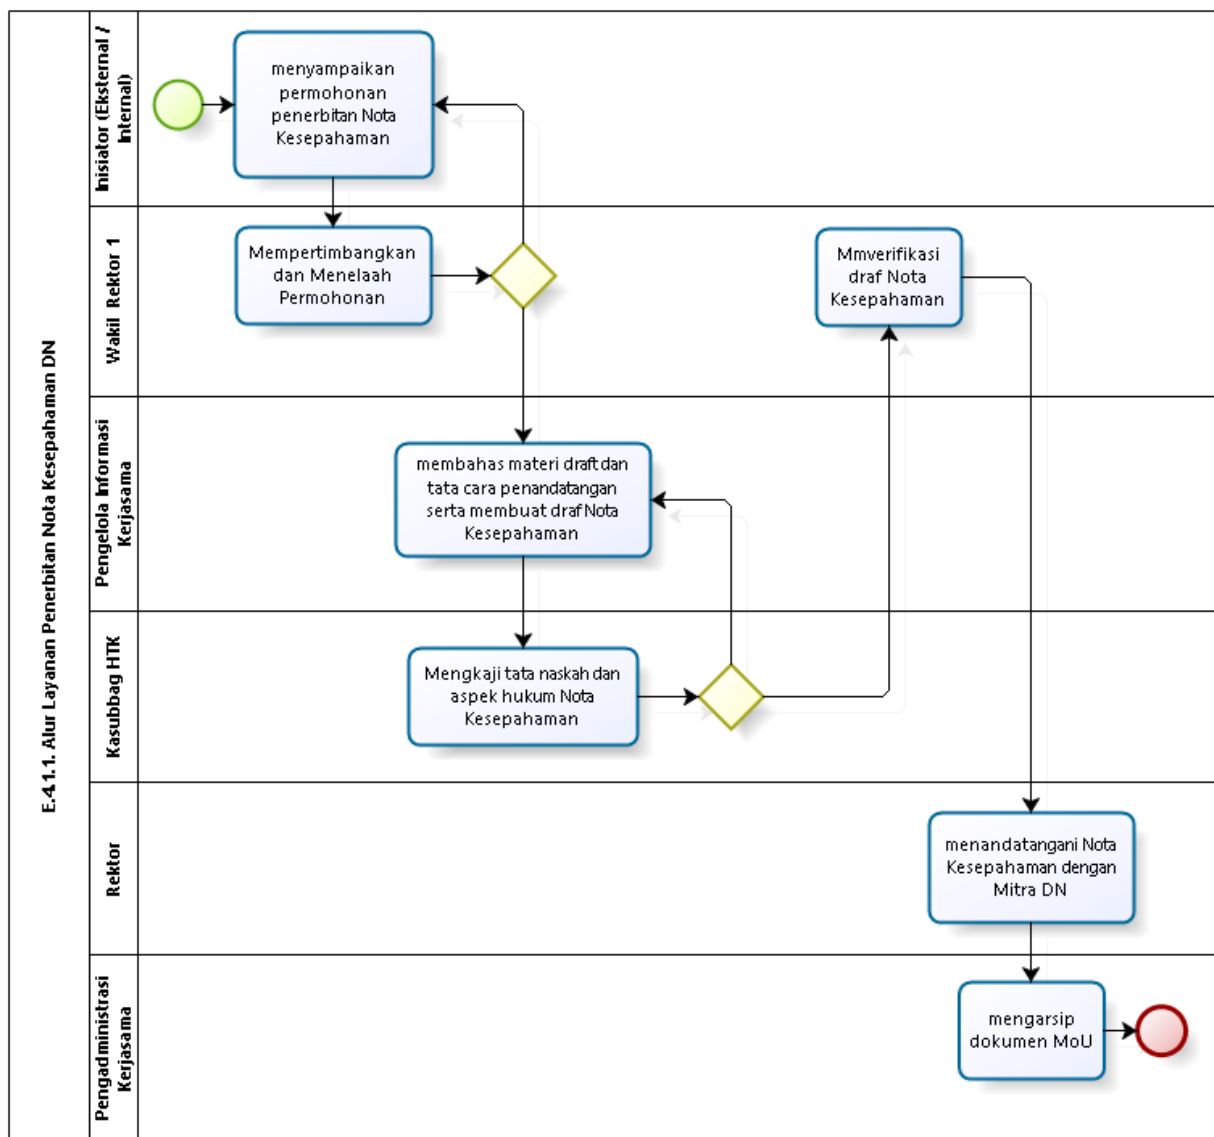 E.4.1.1. Alur Layanan Penerbitan Nota Kesepahaman DN
Inisiator (Eksternal /
Internal)
menyampaikan
permohonan
penerbitan Nota
Kesepahaman
Wakil Rektor 1
Mempertimbangkan
dan Menelaah
Permohonan
Mmverifikasi
draf Nota
Kesepahaman
Pengelola Informasi
Kerjasama
membahas materi draft dan
tata cara penandatangan
serta membuat draf Nota
Kesepahaman
Kasubbag HTK
Mengkaji tata naskah dan
aspek hukum Nota
Kesepahaman
Rektor
menandatangani Nota
Kesepahaman dengan
Mitra DN
Pengadministrasi
Kerjasama
mengarsip
dokumen MoU